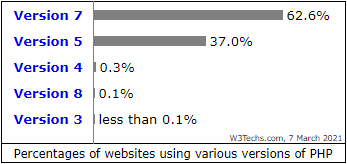 Version 7 62.6%
Version 5 37.0%
Version 4 0.3%
Version 8 0.1%
Version 3 less than 0.1%
W3Techs.com, 7 March 2021
Percentages of websites using various versions of PHP